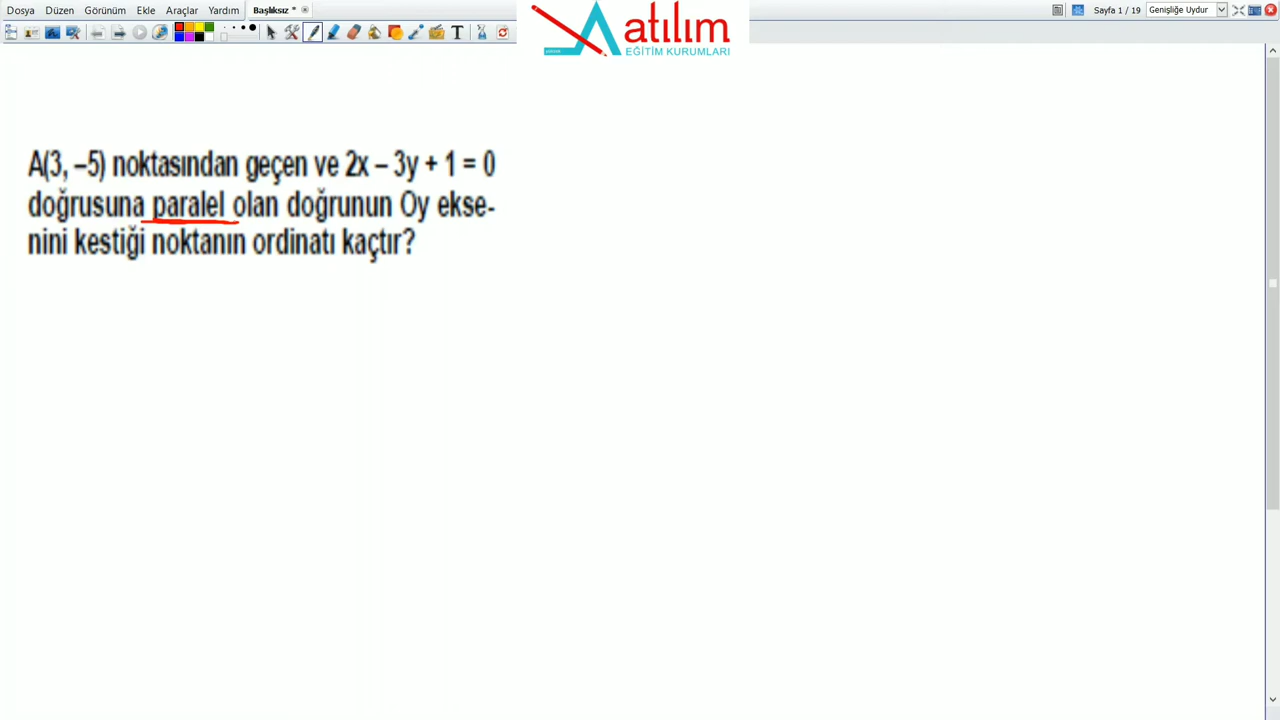 Dosya Düzen Görünüm Ekle Araçlar Yardım Başlıksız *
Sayfa 1 / 19 Genişliğe Uydur
atılım
EĞİTİM KURUMLARI
A(3, –5) noktasından geçen ve 2x – 3y + 1 = 0
doğrusuna paralel olan doğrunun Oy ekse-
nini kestiği noktanın ordinatı kaçtır?